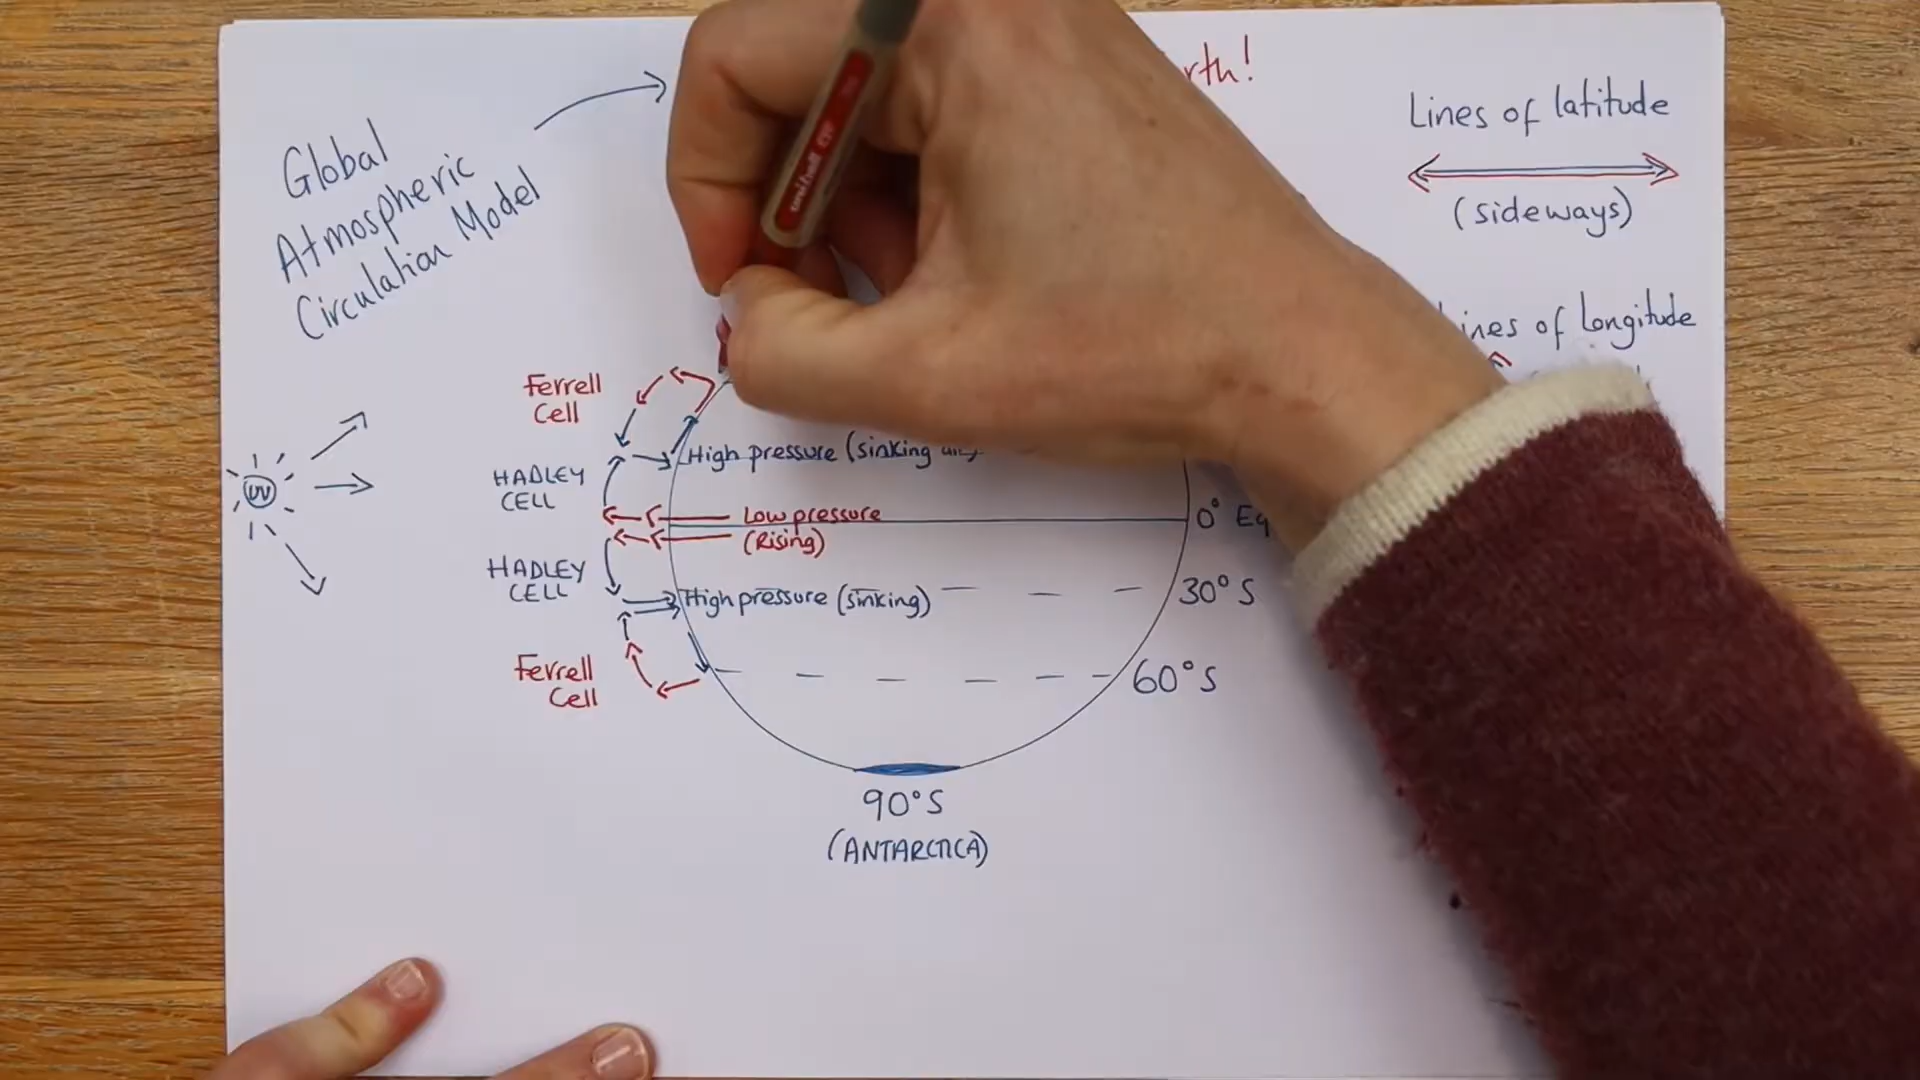 Global
Atmospheric
Circulation Model
rth!
Lines of latitude
(sideways)
ines of longitude
Ferrell
Cell
HADLEY
CELL
High pressure (sinking
Low pressure
(Rising)
0° Eq
HADLEY
CELL
High pressure (sinking)
30° S
Ferrell
Cell
60°S
90°S
(ANTARCTICA)
UV
uniball